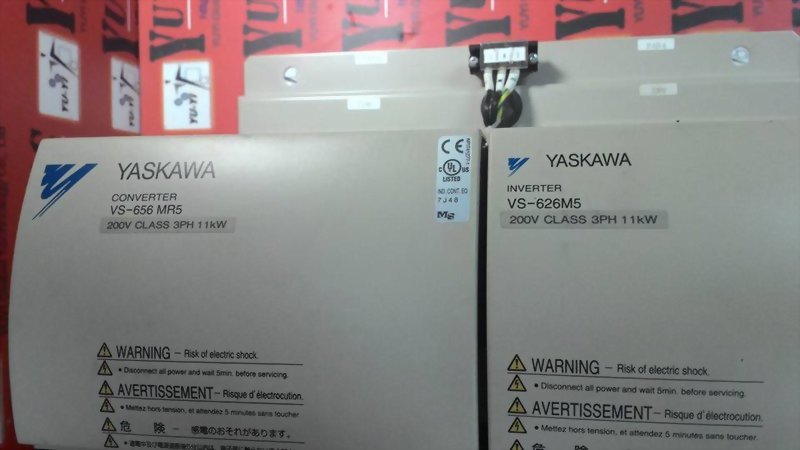 YASKAWA
CONVERTER
VS-656 MR5
200V CLASS 3PH 11kW
CE
C UL US
LISTED
IND. CONT. EQ
7J48
YASKAWA
INVERTER
VS-626M5
200V CLASS 3PH 11kW
WARNING - Risk of electric shock.
• Disconnect all power and wait 5min. before servicing.
AVERTISSEMENT - Risque d'électrocution.
• Mettez hors tension, et attendez 5 minutes sans toucher
危 険 - 感電のおそれがあります。
WARNING - Risk of electric shock.
• Disconnect all power and wait 5min. before servicing.
AVERTISSEMENT - Risque d'électrocution.
• Mettez hors tension, et attendez 5 minutes sans toucher